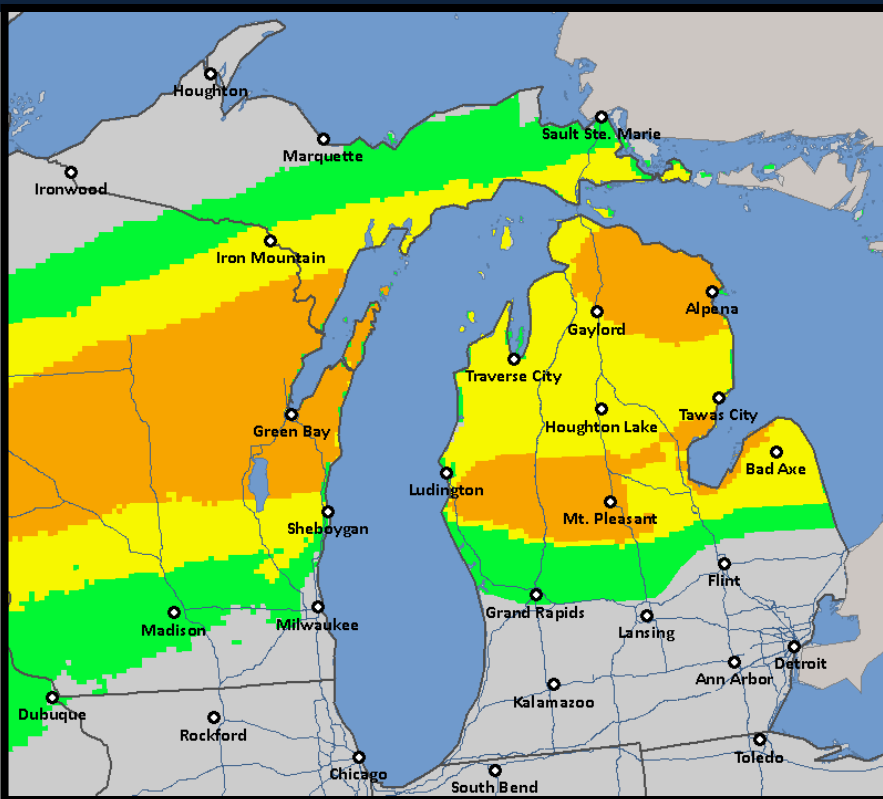 Houghton
Sault Ste. Marie
Marquette
Ironwood
Iron Mountain
Alpena
Gaylord
Traverse City
Tawas City
Houghton Lake
Green Bay
Bad Axe
Ludington
Mt. Pleasant
Sheboygan
Flint
Grand Rapids
Milwaukee
Madison
Lansing
Detroit
Ann Arbor
Kalamazoo
Dubuque
Rockford
Toledo
Chicago
South Bend